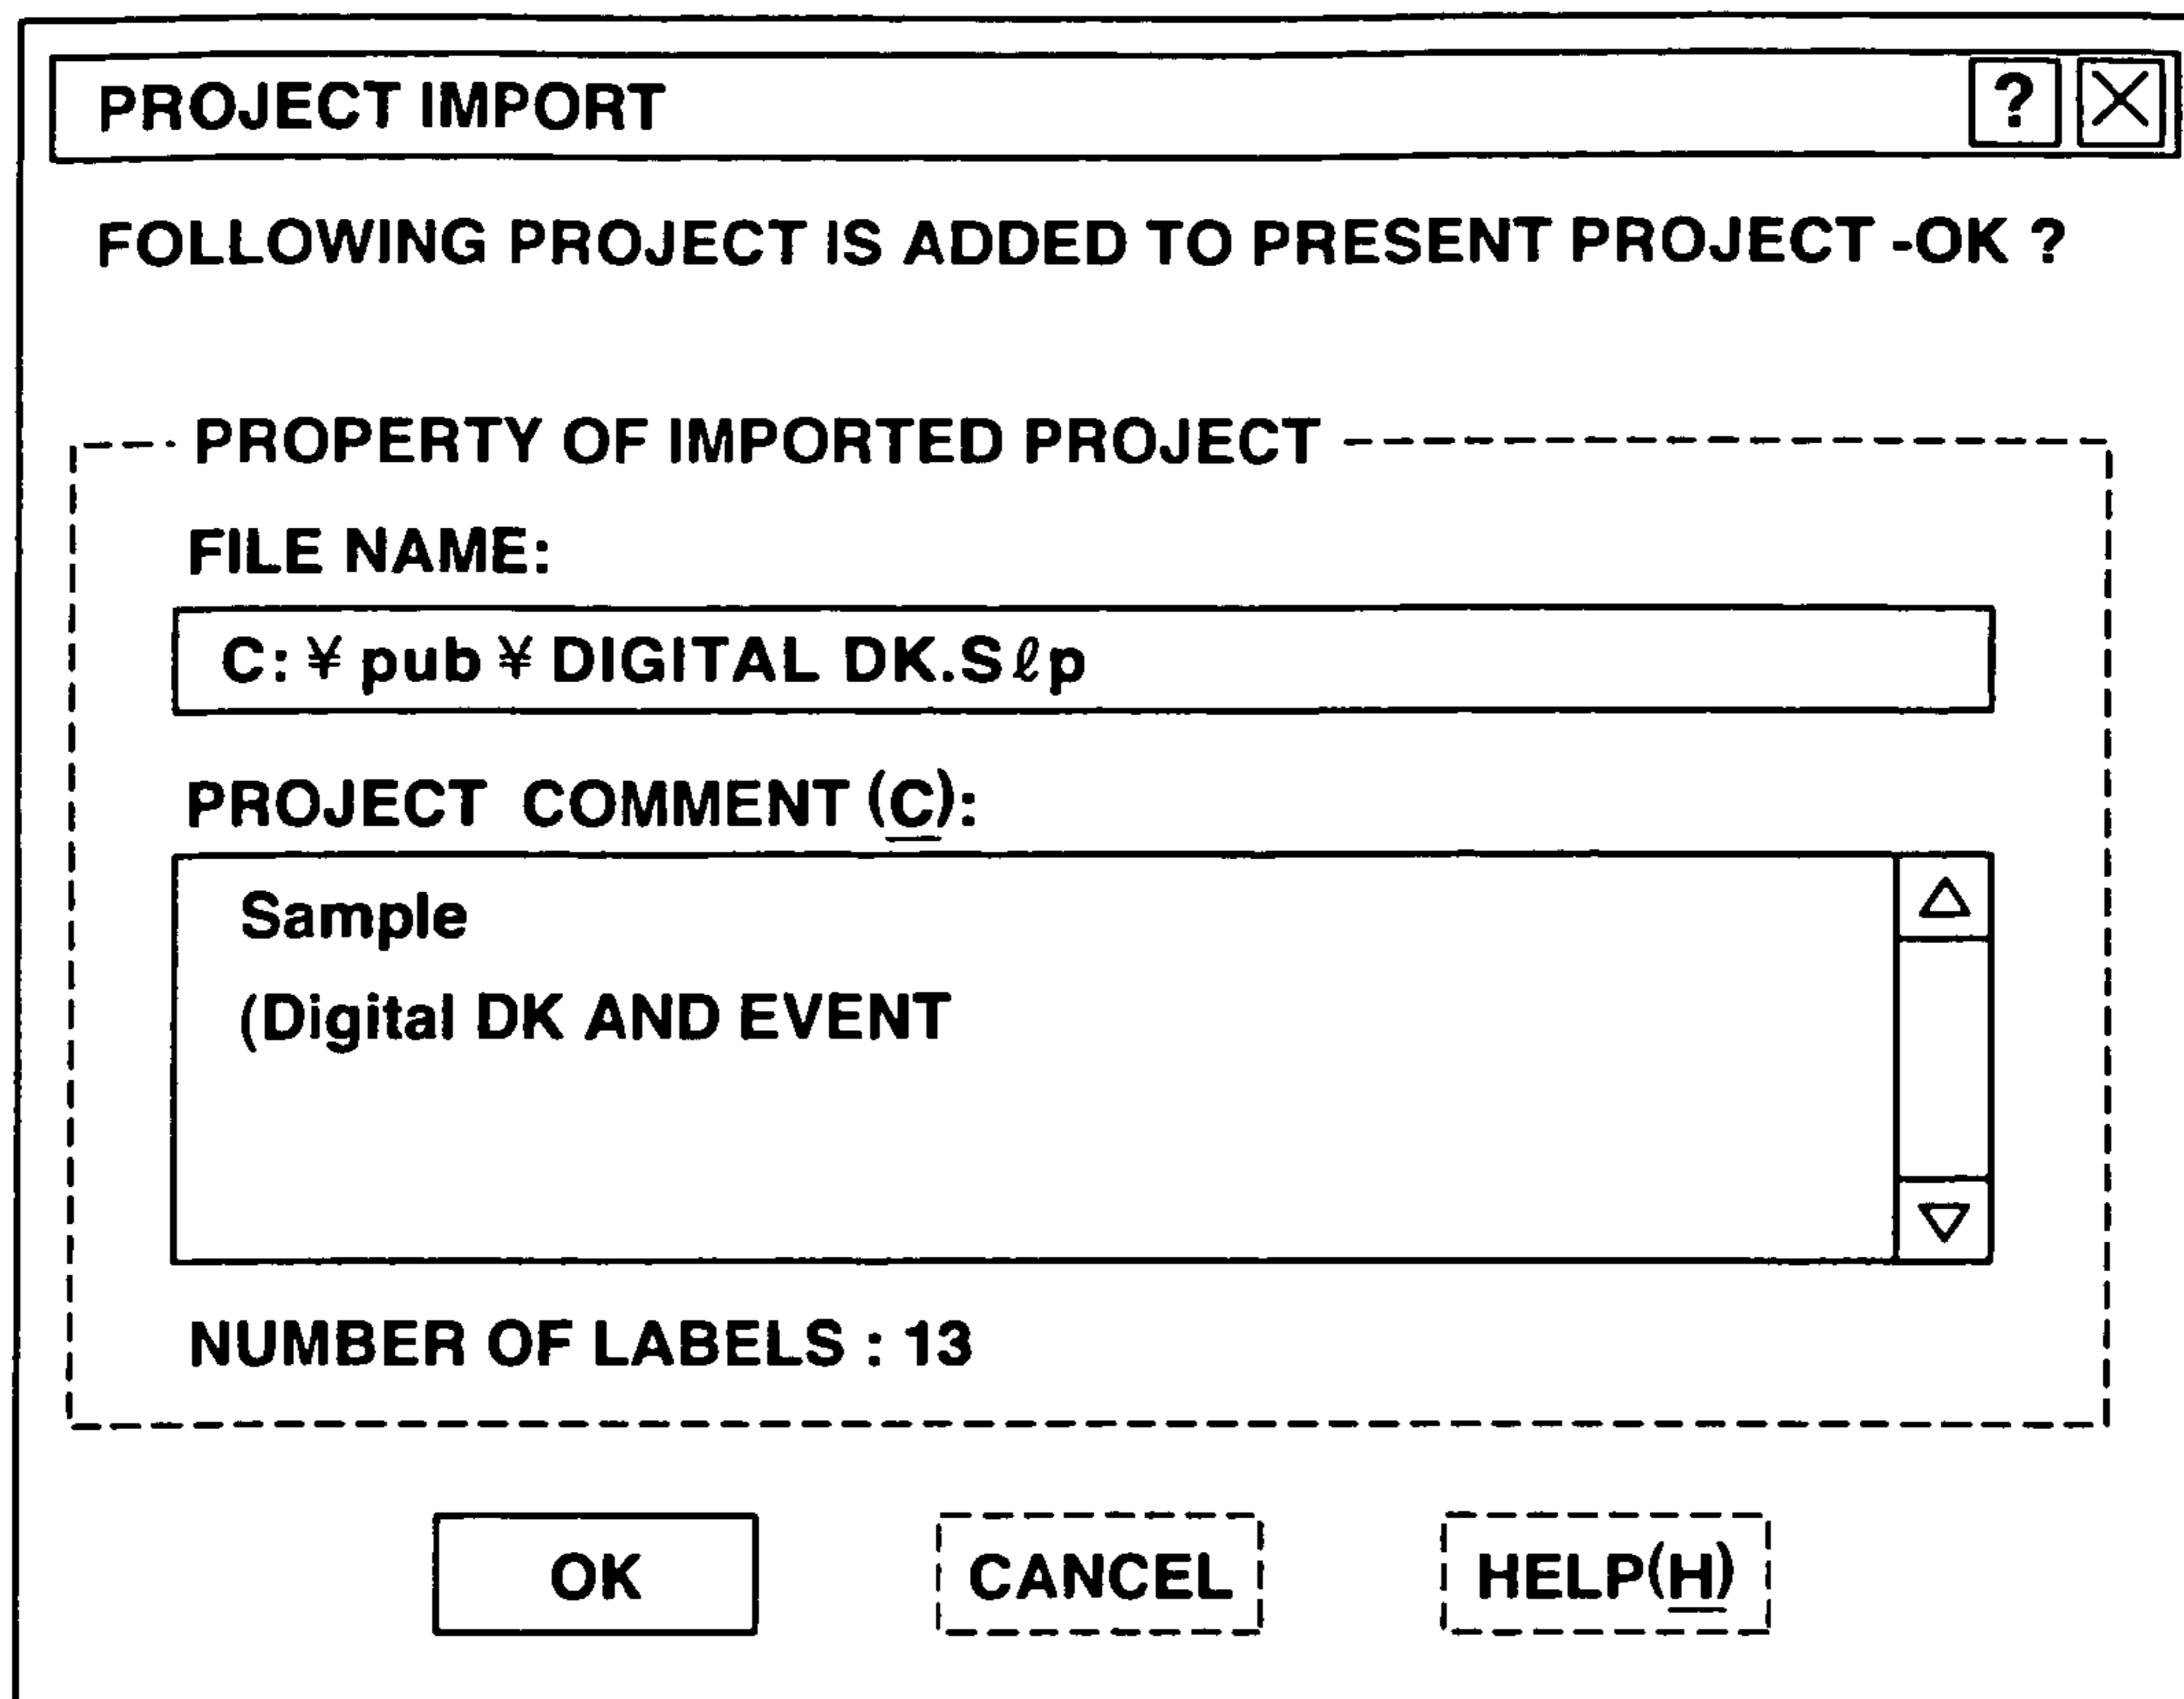 PROJECT IMPORT ?
FOLLOWING PROJECT IS ADDED TO PRESENT PROJECT -OK ?
PROPERTY OF IMPORTED PROJECT
FILE NAME:
C:¥pub¥DIGITAL DK.Sℓp
PROJECT COMMENT (C):
Sample
(Digital DK AND EVENT
NUMBER OF LABELS : 13
OK CANCEL HELP(H)